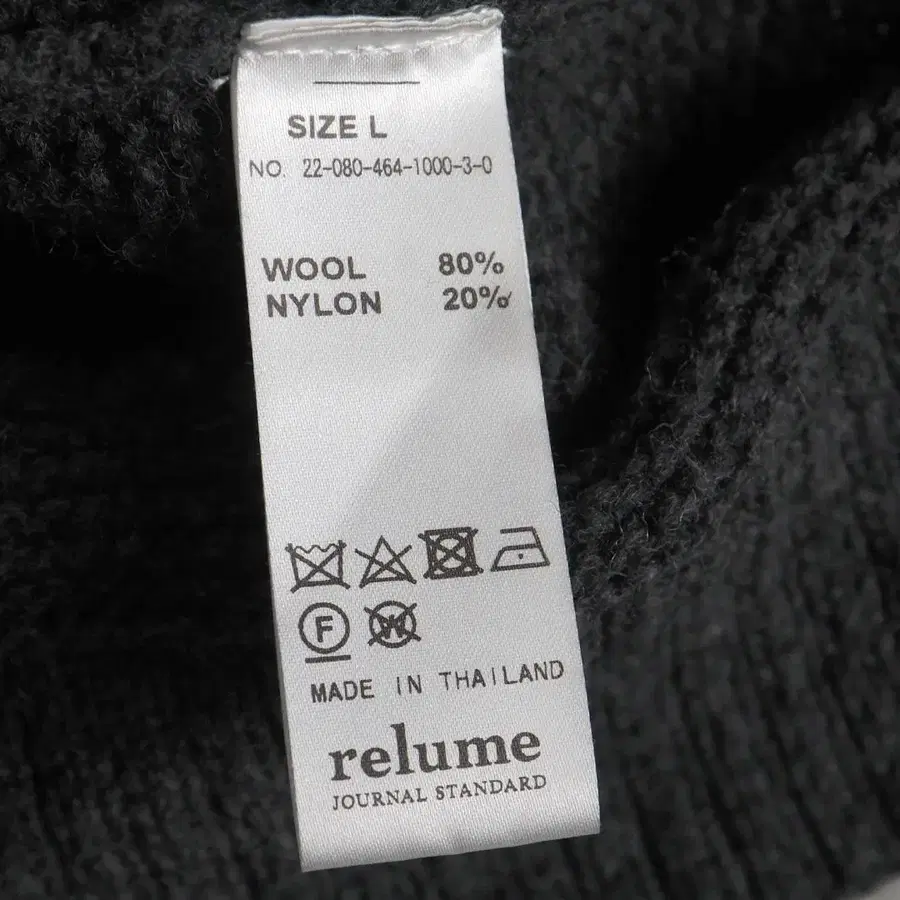 SIZE L
NO. 22-080-464-1000-3-0
WOOL 80%
NYLON 20%
F W
MADE IN THAILAND
relume
JOURNAL STANDARD